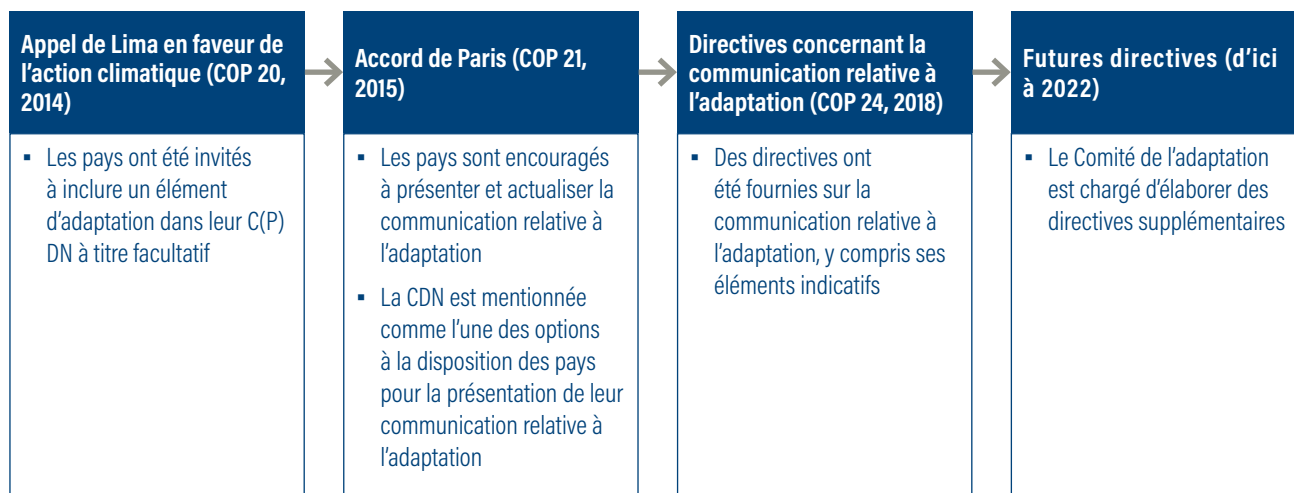 Appel de Lima en faveur de
l'action climatique (COP 20,
2014)
▪ Les pays ont été invités
à inclure un élément
d'adaptation dans leur C(P)
DN à titre facultatif
Accord de Paris (COP 21,
2015)
▪ Les pays sont encouragés
à présenter et actualiser la
communication relative à
l'adaptation
▪ La CDN est mentionnée
comme l'une des options
à la disposition des pays
pour la présentation de leur
communication relative à
l'adaptation
Directives concernant la
communication relative à
l'adaptation (COP 24, 2018)
▪ Des directives ont
été fournies sur la
communication relative à
l'adaptation, y compris ses
éléments indicatifs
Futures directives (d'ici
à 2022)
▪ Le Comité de l'adaptation
est chargé d'élaborer des
directives supplémentaires